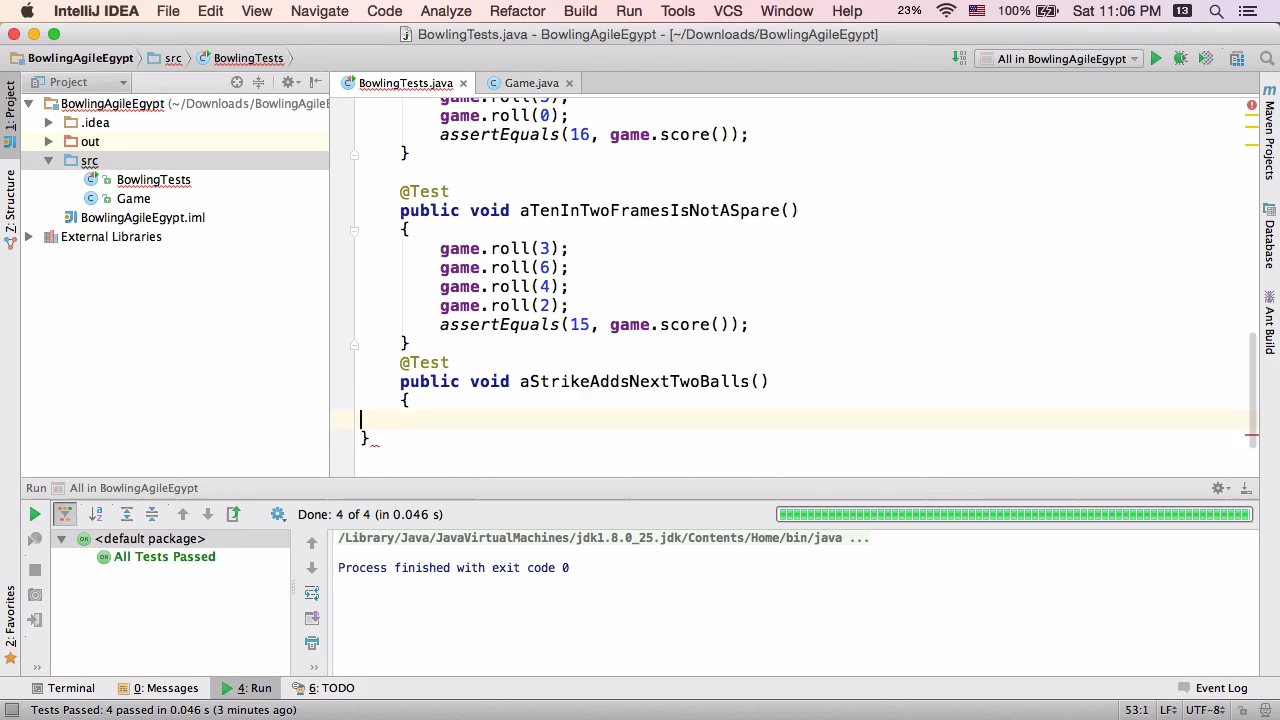 IntelliJ IDEA File Edit View Navigate Code Analyze Refactor Build Run Tools VCS Window Help 23% 100% Sat 11:06 PM 13
BowlingTests.java - BowlingAgileEgypt - [~/Downloads/BowlingAgileEgypt]
BowlingAgileEgypt src BowlingTests All in BowlingAgileEgypt
Project BowlingTests.java Game.java
BowlingAgileEgypt (~/Downloads/BowlingAgileE
.idea
out
src
BowlingTests
Game
BowlingAgileEgypt.iml
External Libraries
1: Project
Z: Structure
2: Favorites
game.roll(0);
assertEquals(16, game.score());
}
@Test
public void aTenInTwoFramesIsNotASpare()
{
game.roll(3);
game.roll(6);
game.roll(4);
game.roll(2);
assertEquals(15, game.score());
}
@Test
public void aStrikeAddsNextTwoBalls()
{
}
Maven Projects
Database
Ant Build
Run All in BowlingAgileEgypt
Done: 4 of 4 (in 0.046 s)
<default package>
All Tests Passed
/Library/Java/JavaVirtualMachines/jdk1.8.0_25.jdk/Contents/Home/bin/java ...
Process finished with exit code 0
Terminal 0: Messages 4: Run 6: TODO Event Log
Tests Passed: 4 passed in 0.046 s (3 minutes ago) 53:1 LF UTF-8